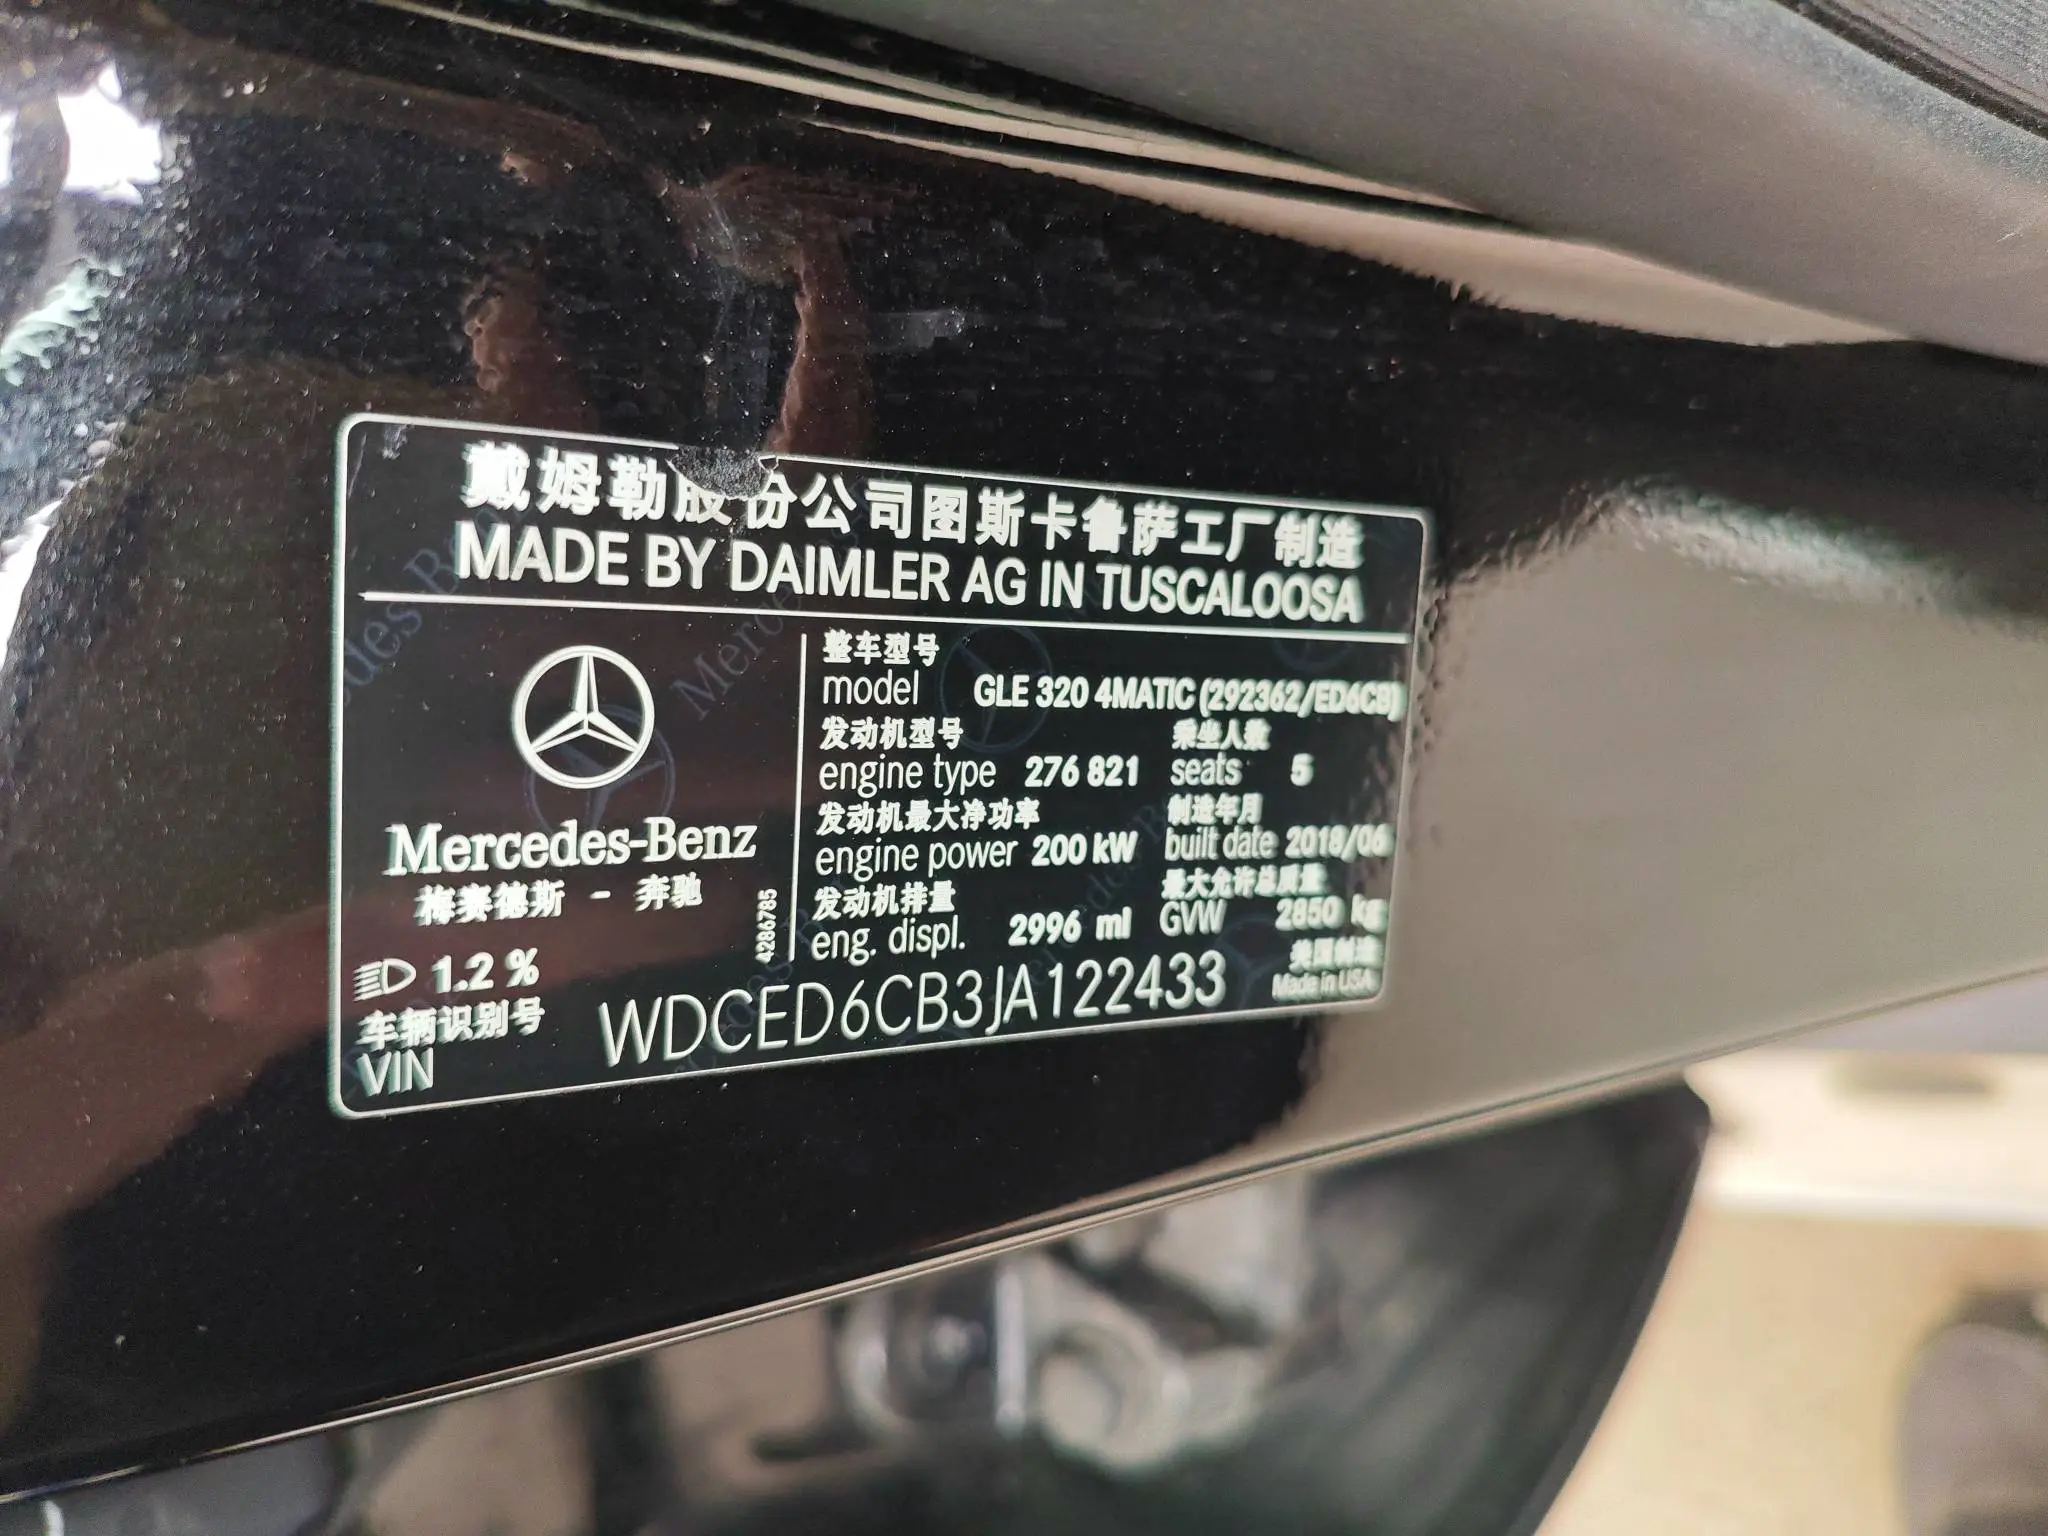 戴姆勒股份公司图斯卡鲁萨工厂制造
MADE BY DAIMLER AG IN TUSCALOOSA
Mercedes-Benz
梅赛德斯 - 奔驰
4286785
1.2 %
整车型号
model GLE 320 4MATIC (292362/ED6CB)
发动机型号 乘坐人数
engine type 276 821 seats 5
发动机最大净功率 制造年月
engine power 200 kW built date 2018/06
发动机排量 最大允许总质量
eng. displ. 2996 ml GVW 2850 kg
美国制造
Made in USA
车辆识别号
VIN WDCED6CB3JA122433